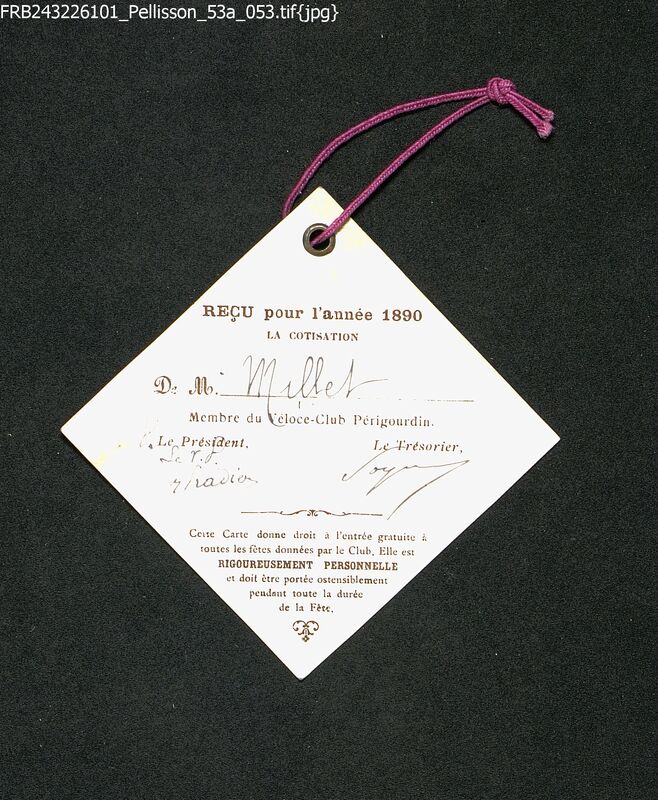 FRB243226101_Pellisson_53a_053.tif{jpg}
REÇU pour l'année 1890
LA COTISATION
De M. Millet
Membre du Véloce-Club Périgourdin.
Le Président, Le Trésorier,
Le V. P.
Cette Carte donne droit à l'entrée gratuite à
toutes les fêtes données par le Club. Elle est
RIGOUREUSEMENT PERSONNELLE
et doit être portée ostensiblement
pendant toute la durée
de la Fête.